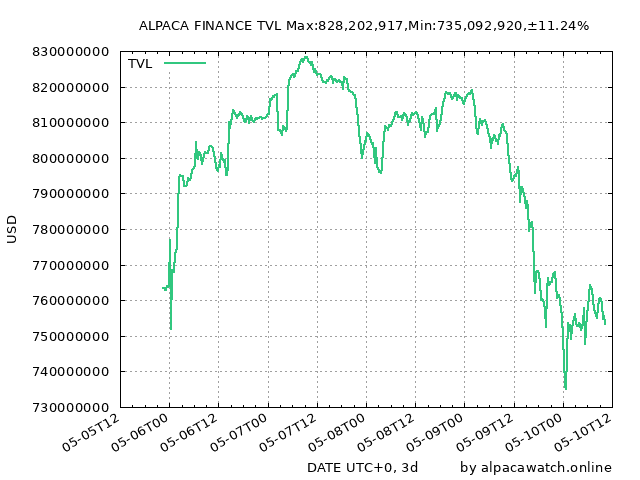 ALPACA FINANCE TVL Max:828,202,917,Min:735,092,920,±11.24%
TVL
830000000
820000000
810000000
800000000
790000000
780000000
770000000
760000000
750000000
740000000
730000000
USD
05-05T12
05-06T00
05-06T12
05-07T00
05-07T12
05-08T00
05-08T12
05-09T00
05-09T12
05-10T00
05-10T12
DATE UTC+0, 3d
by alpacawatch.online